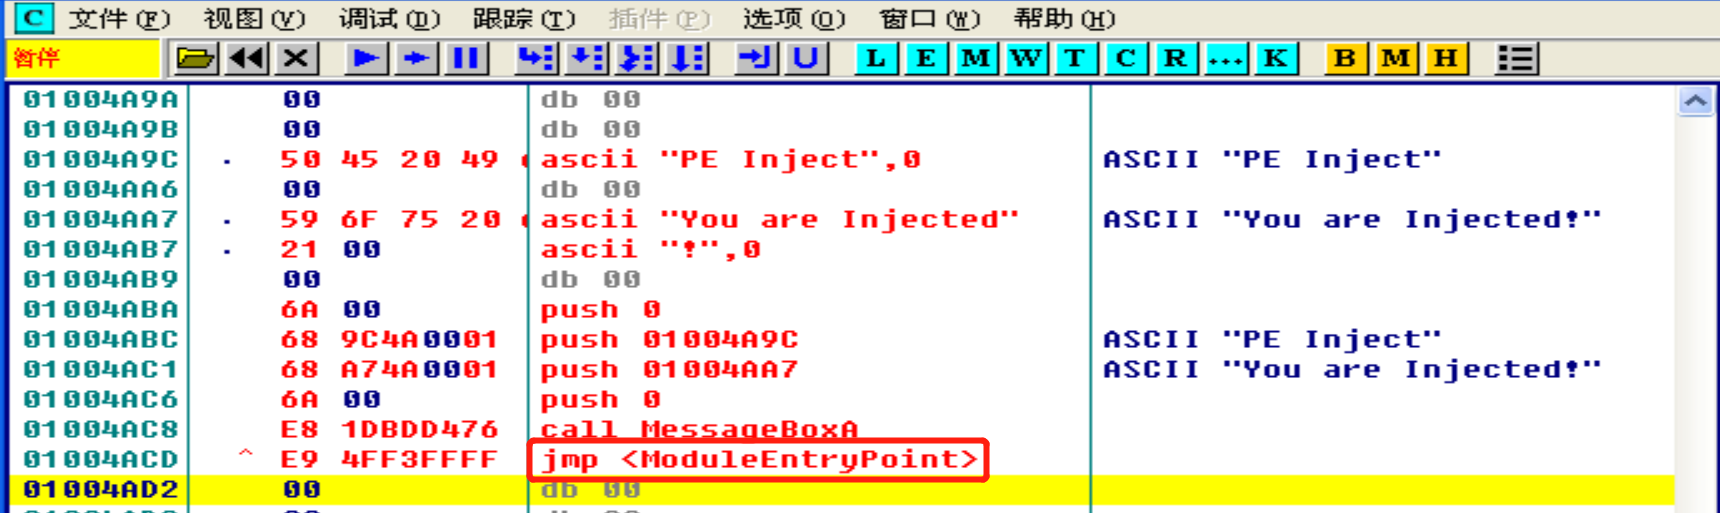 C 文件(F) 视图(V) 调试(D) 跟踪(T) 插件(P) 选项(O) 窗口(W) 帮助(H)
暂停 L E M W T C R ... K B M H
01004A9A 00 db 00
01004A9B 00 db 00
01004A9C . 50 45 20 49 ascii "PE Inject",0 ASCII "PE Inject"
01004AA6 00 db 00
01004AA7 . 59 6F 75 20 ascii "You are Injected" ASCII "You are Injected!"
01004AB7 . 21 00 ascii "!",0
01004AB9 00 db 00
01004ABA 6A 00 push 0
01004ABC 68 9C4A0001 push 01004A9C ASCII "PE Inject"
01004AC1 68 A74A0001 push 01004AA7 ASCII "You are Injected!"
01004AC6 6A 00 push 0
01004AC8 E8 1DBDD476 call MessageBoxA
01004ACD ^ E9 4FF3FFFF jmp <ModuleEntryPoint>
01004AD2 00 db 00